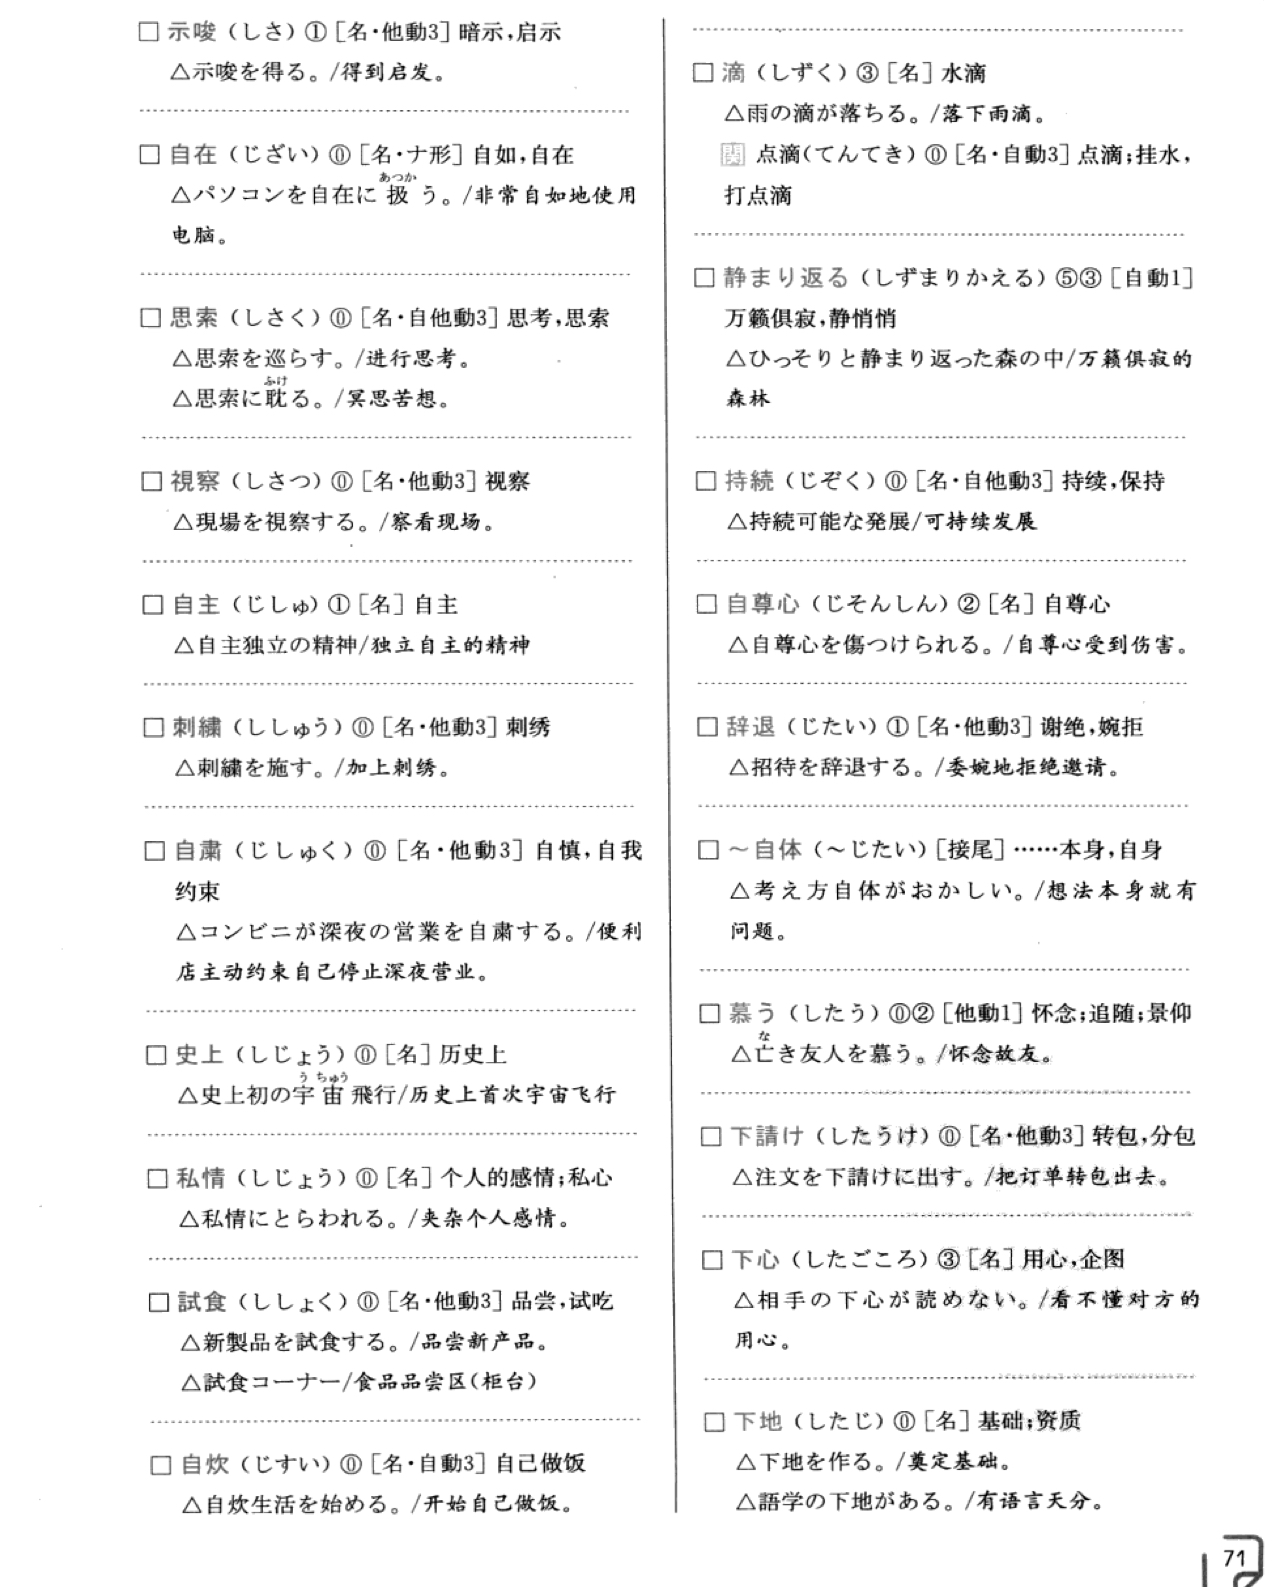 □ 示唆（しさ）①［名・他動3］暗示,启示
△示唆を得る。/得到启发。
□ 自在（じざい）⓪［名・ナ形］自如,自在
あつか
△パソコンを自在に扱う。/非常自如地使用
电脑。
□ 思索（しさく）⓪［名・自他動3］思考,思索
△思索を巡らす。/进行思考。
ふけ
△思索に耽る。/冥思苦想。
□ 視察（しさつ）⓪［名・他動3］视察
△現場を視察する。/察看现场。
□ 自主（じしゅ）①［名］自主
△自主独立の精神/独立自主的精神
□ 刺繍（ししゅう）⓪［名・他動3］刺绣
△刺繍を施す。/加上刺绣。
□ 自粛（じしゅく）⓪［名・他動3］自慎,自我
约束
△コンビニが深夜の営業を自粛する。/便利
店主动约束自己停止深夜营业。
□ 史上（しじょう）⓪［名］历史上
う ちゅう
△史上初の宇宙飛行/历史上首次宇宙飞行
□ 私情（しじょう）⓪［名］个人的感情;私心
△私情にとらわれる。/夹杂个人感情。
□ 試食（ししょく）⓪［名・他動3］品尝,试吃
△新製品を試食する。/品尝新产品。
△試食コーナー/食品品尝区(柜台)
□ 自炊（じすい）⓪［名・自動3］自己做饭
△自炊生活を始める。/开始自己做饭。
□ 滴（しずく）③［名］水滴
△雨の滴が落ちる。/落下雨滴。
関 点滴(てんてき)⓪［名・自動3］点滴;挂水,
打点滴
□ 静まり返る（しずまりかえる）⑤③［自動1］
万籁俱寂,静悄悄
△ひっそりと静まり返った森の中/万籁俱寂的
森林
□ 持続（じぞく）⓪［名・自他動3］持续,保持
△持続可能な発展/可持续发展
□ 自尊心（じそんしん）②［名］自尊心
△自尊心を傷つけられる。/自尊心受到伤害。
□ 辞退（じたい）①［名・他動3］谢绝,婉拒
△招待を辞退する。/委婉地拒绝邀请。
□ ～自体（～じたい）［接尾］……本身,自身
△考え方自体がおかしい。/想法本身就有
问题。
□ 慕う（したう）⓪②［他動1］怀念;追随;景仰
な
△亡き友人を慕う。/怀念故友。
□ 下請け（したうけ）⓪［名・他動3］转包,分包
△注文を下請けに出す。/把订单转包出去。
□ 下心（したごころ）③［名］用心,企图
△相手の下心が読めない。/看不懂对方的
用心。
□ 下地（したじ）⓪［名］基础;资质
△下地を作る。/奠定基础。
△語学の下地がある。/有语言天分。
71